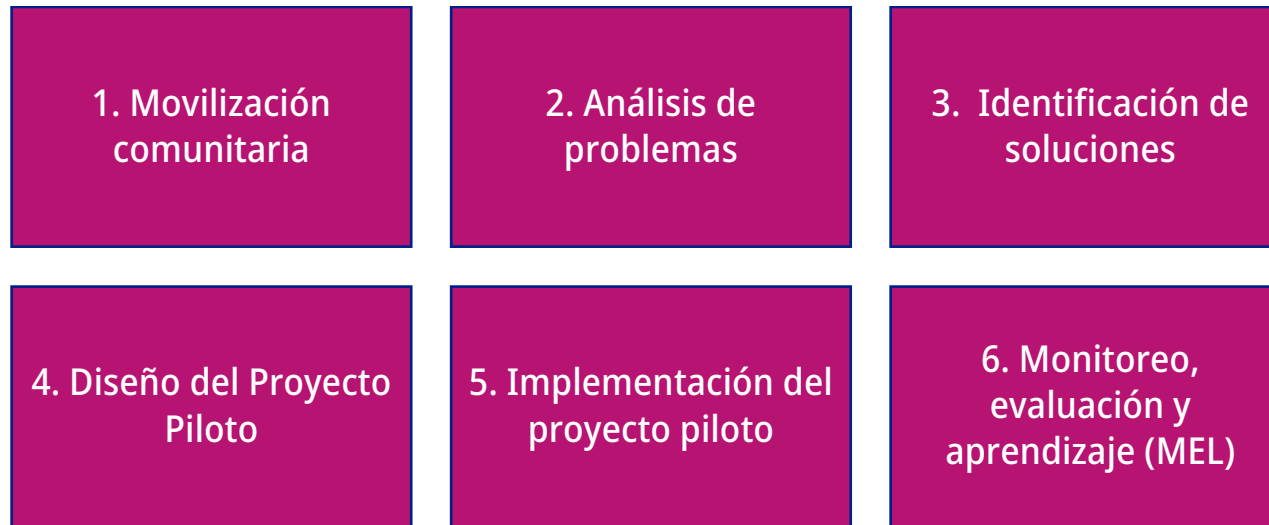 1. Movilización
comunitaria
2. Análisis de
problemas
3. Identificación de
soluciones
4. Diseño del Proyecto
Piloto
5. Implementación del
proyecto piloto
6. Monitoreo,
evaluación y
aprendizaje (MEL)